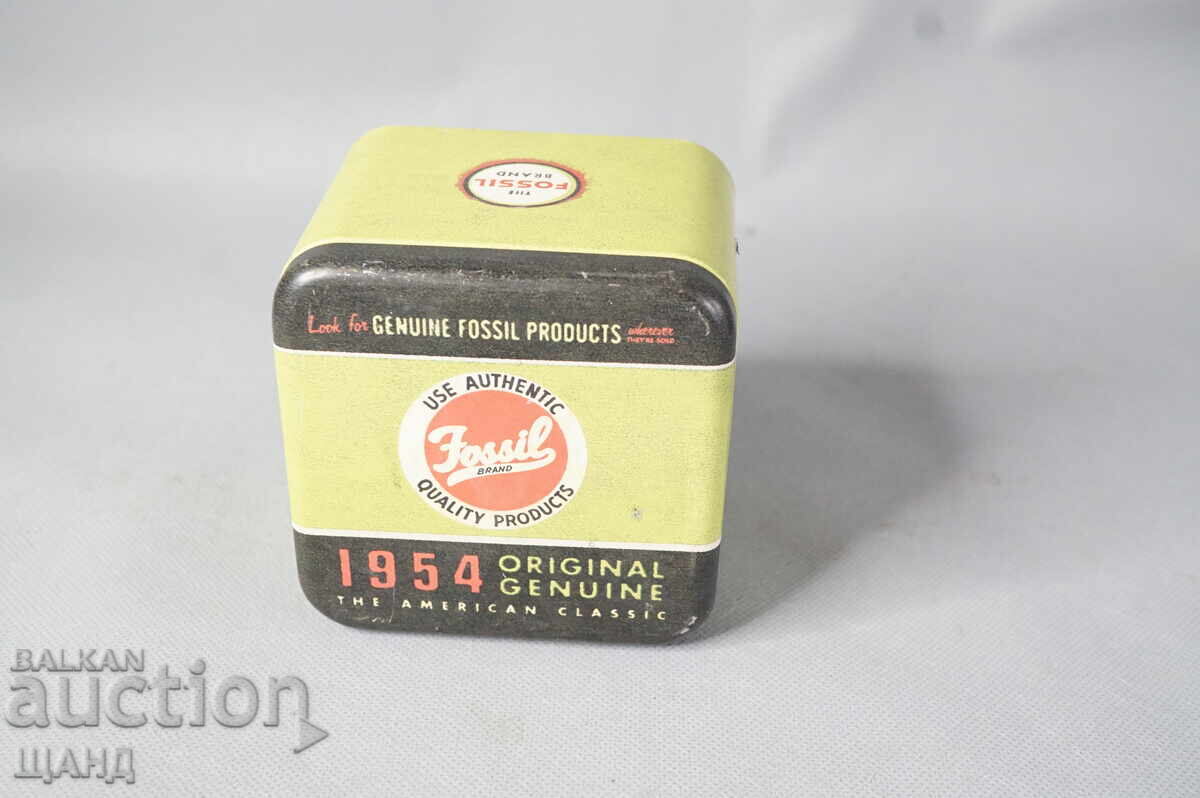 THE
FOSSIL
BRAND
Look for GENUINE FOSSIL PRODUCTS wherever
THEY'RE SOLD
USE AUTHENTIC
Fossil
BRAND
QUALITY PRODUCTS
1954 ORIGINAL
GENUINE
THE AMERICAN CLASSIC
BALKAN
auction
ЩАНД